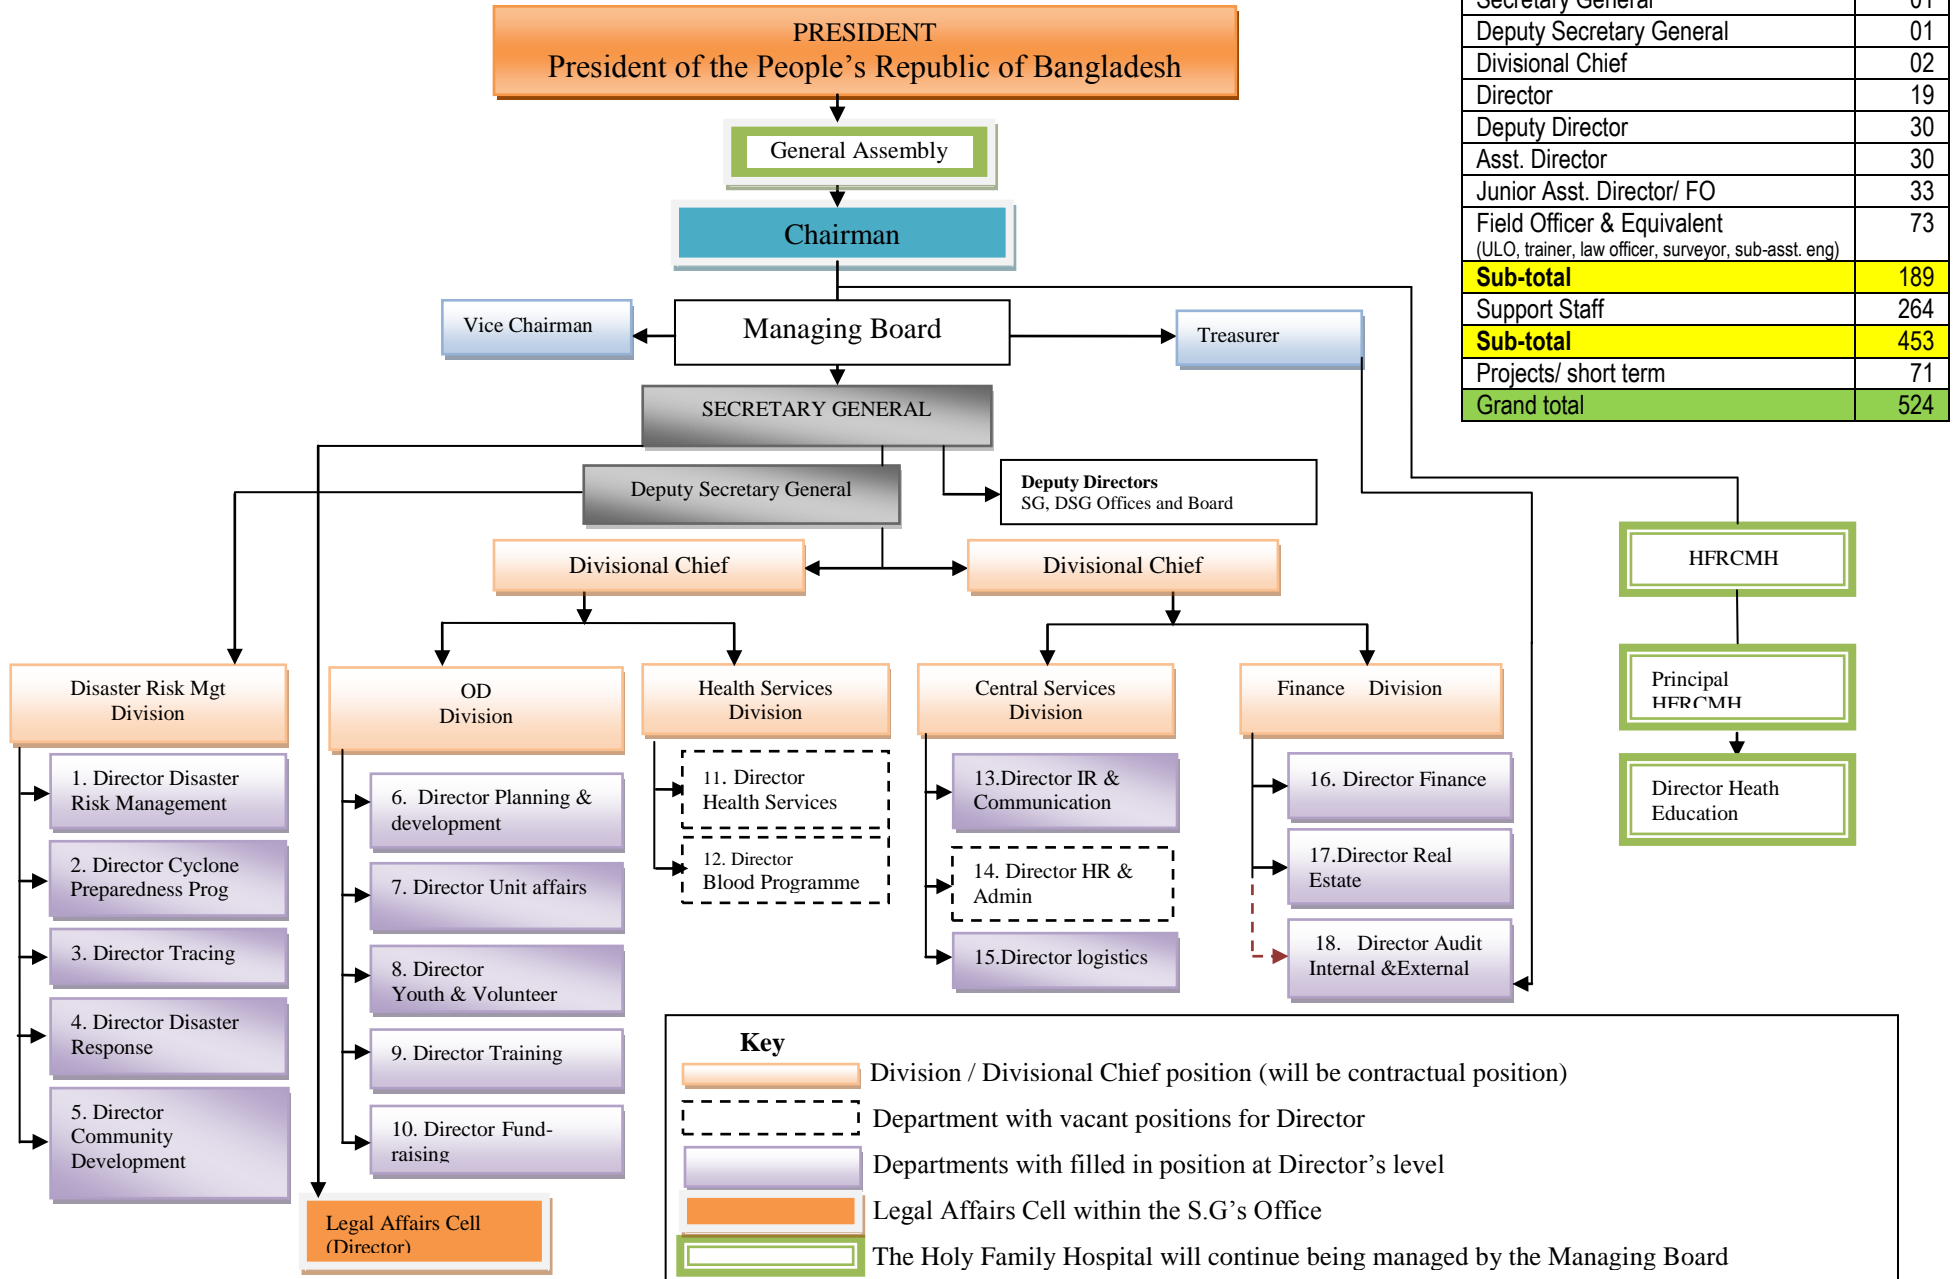 PRESIDENT
President of the People's Republic of Bangladesh
General Assembly
Chairman
Vice Chairman
Managing Board
Treasurer
SECRETARY GENERAL
Deputy Secretary General
Deputy Directors
SG, DSG Offices and Board
Divisional Chief
Divisional Chief
Secretary General 01
Deputy Secretary General 01
Divisional Chief 02
Director 19
Deputy Director 30
Asst. Director 30
Junior Asst. Director/ FO 33
Field Officer & Equivalent 73
(ULO, trainer, law officer, surveyor, sub-asst. eng)
Sub-total 189
Support Staff 264
Sub-total 453
Projects/ short term 71
Grand total 524
HFRCMH
Principal
HFRCMH
Director Heath
Education
Disaster Risk Mgt
Division
1. Director Disaster
Risk Management
2. Director Cyclone
Preparedness Prog
3. Director Tracing
4. Director Disaster
Response
5. Director
Community
Development
OD
Division
6. Director Planning &
development
7. Director Unit affairs
8. Director
Youth & Volunteer
9. Director Training
10. Director Fund-
raising
Health Services
Division
11. Director
Health Services
12. Director
Blood Programme
Central Services
Division
13.Director IR &
Communication
14. Director HR &
Admin
15.Director logistics
Finance Division
16. Director Finance
17.Director Real
Estate
18. Director Audit
Internal &External
Legal Affairs Cell
(Director)
Key
Division / Divisional Chief position (will be contractual position)
Department with vacant positions for Director
Departments with filled in position at Director's level
Legal Affairs Cell within the S.G's Office
The Holy Family Hospital will continue being managed by the Managing Board